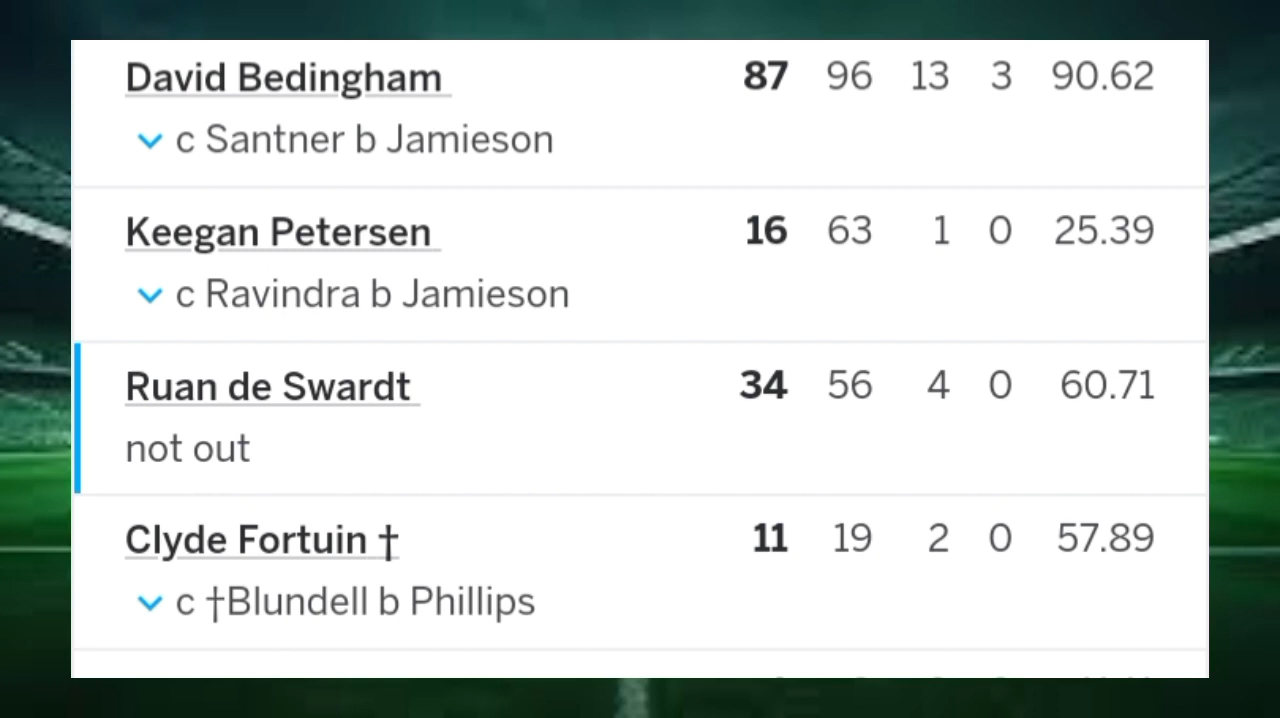 David Bedingham 87 96 13 3 90.62
c Santner b Jamieson
Keegan Petersen 16 63 1 0 25.39
c Ravindra b Jamieson
Ruan de Swardt 34 56 4 0 60.71
not out
Clyde Fortuin † 11 19 2 0 57.89
c †Blundell b Phillips